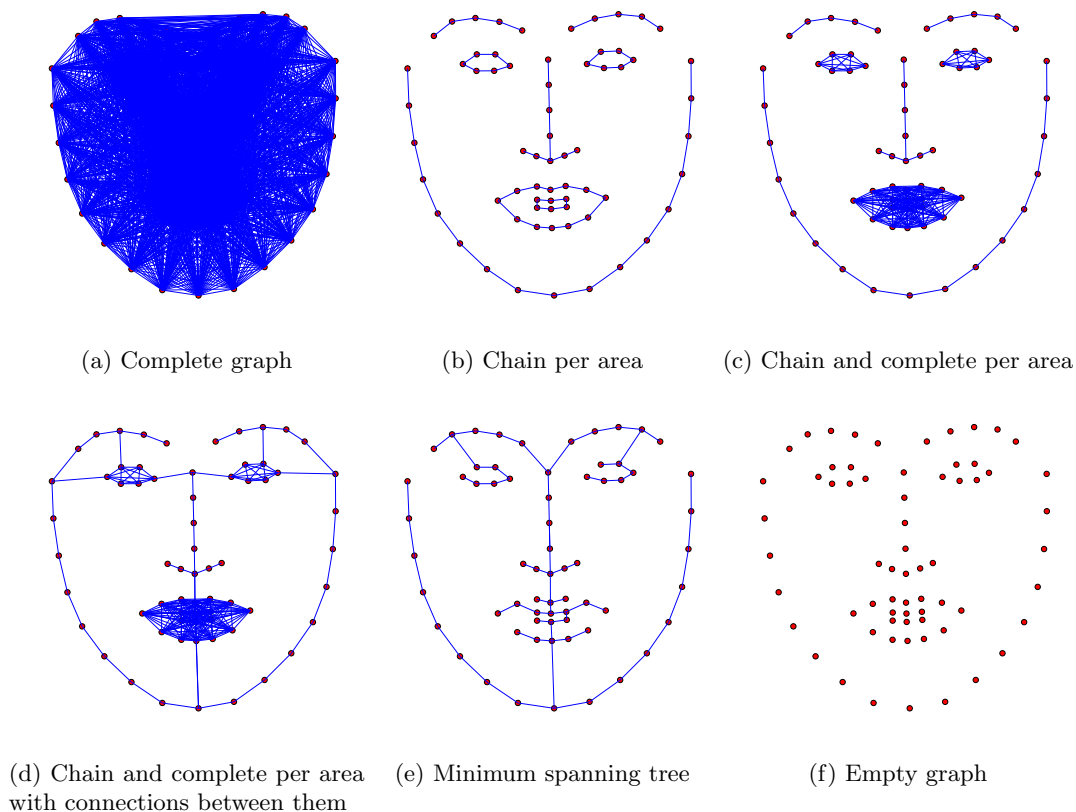 (a) Complete graph
(b) Chain per area
(c) Chain and complete per area
(d) Chain and complete per area
with connections between them
(e) Minimum spanning tree
(f) Empty graph